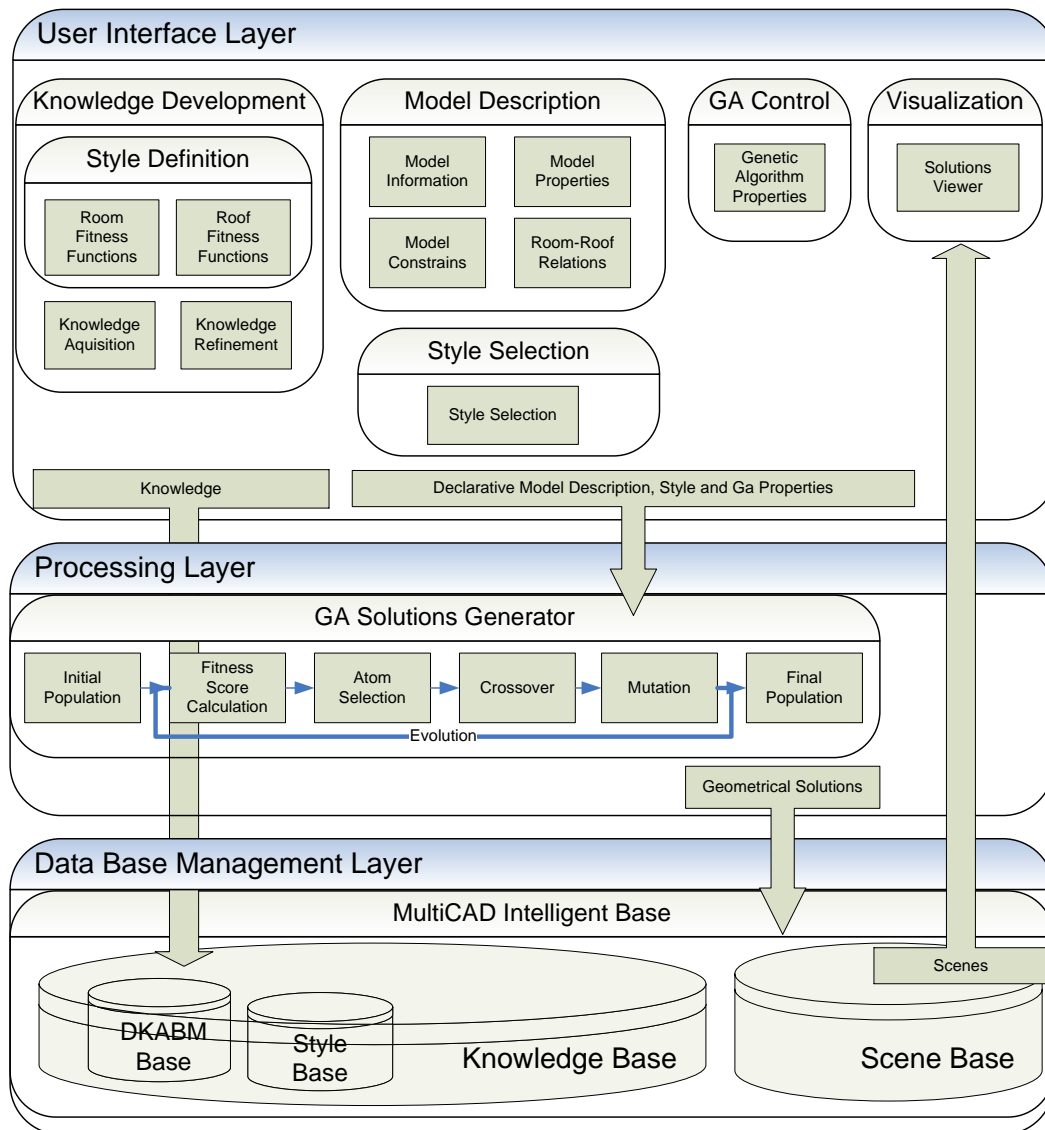 User Interface Layer
Knowledge Development
Style Definition
Room
Fitness
Functions
Roof
Fitness
Functions
Knowledge
Aquisition
Knowledge
Refinement
Model Description
Model
Information
Model
Properties
Model
Constrains
Room-Roof
Relations
Style Selection
Style Selection
GA Control
Genetic
Algorithm
Properties
Visualization
Solutions
Viewer
Knowledge
Declarative Model Description, Style and Ga Properties
Processing Layer
GA Solutions Generator
Initial
Population
Fitness
Score
Calculation
Atom
Selection
Crossover
Mutation
Final
Population
Evolution
Geometrical Solutions
Data Base Management Layer
MultiCAD Intelligent Base
Scenes
DKABM
Base
Style
Base
Knowledge Base
Scene Base